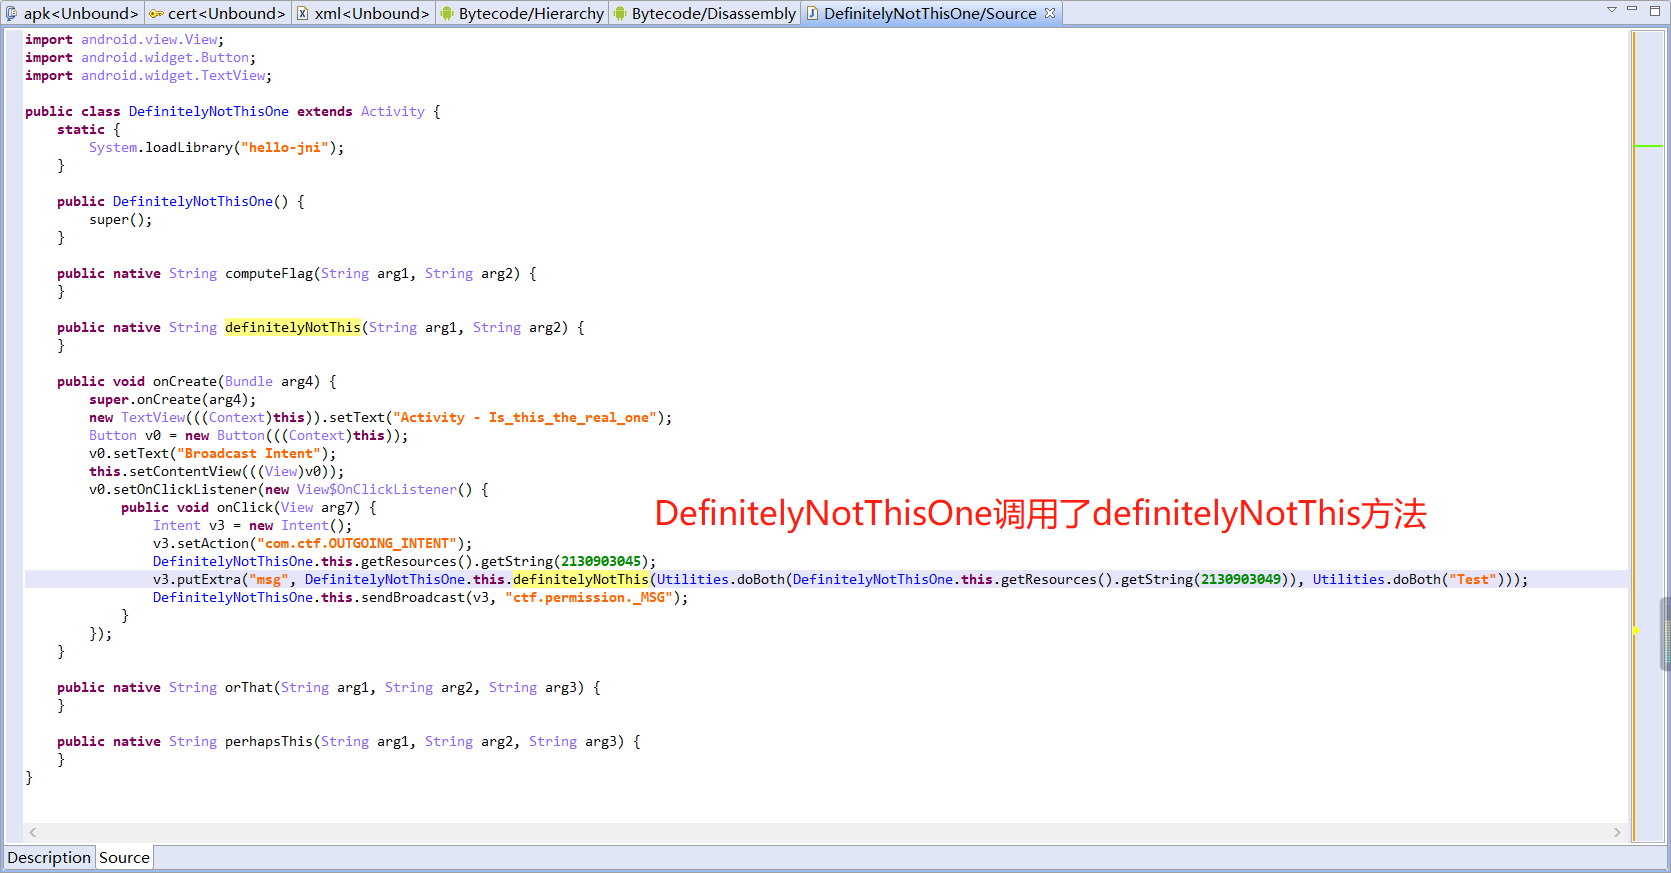 apk<Unbound> cert<Unbound> xml<Unbound> Bytecode/Hierarchy Bytecode/Disassembly DefinitelyNotThisOne/Source
import android.view.View;
import android.widget.Button;
import android.widget.TextView;
public class DefinitelyNotThisOne extends Activity {
static {
System.loadLibrary("hello-jni");
}
public DefinitelyNotThisOne() {
super();
}
public native String computeFlag(String arg1, String arg2) {
}
public native String definitelyNotThis(String arg1, String arg2) {
}
public void onCreate(Bundle arg4) {
super.onCreate(arg4);
new TextView(((Context)this)).setText("Activity - Is_this_the_real_one");
Button v0 = new Button(((Context)this));
v0.setText("Broadcast Intent");
this.setContentView(((View)v0));
v0.setOnClickListener(new View$OnClickListener() {
public void onClick(View arg7) {
DefinitelyNotThisOne调用了definitelyNotThis方法
Intent v3 = new Intent();
v3.setAction("com.ctf.OUTGOING_INTENT");
DefinitelyNotThisOne.this.getResources().getString(2130903045);
v3.putExtra("msg", DefinitelyNotThisOne.this.definitelyNotThis(Utilities.doBoth(DefinitelyNotThisOne.this.getResources().getString(2130903049)), Utilities.doBoth("Test")));
DefinitelyNotThisOne.this.sendBroadcast(v3, "ctf.permission._MSG");
}
});
}
public native String orThat(String arg1, String arg2, String arg3) {
}
public native String perhapsThis(String arg1, String arg2, String arg3) {
}
}
Description Source